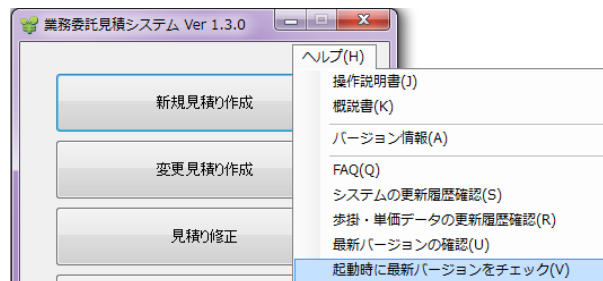 業務委託見積システム Ver 1.3.0
ヘルプ(H)
新規見積り作成
変更見積り作成
見積り修正
操作説明書(J)
概説書(K)
バージョン情報(A)
FAQ(Q)
システムの更新履歴確認(S)
歩掛・単価データの更新履歴確認(R)
最新バージョンの確認(U)
起動時に最新バージョンをチェック(V)